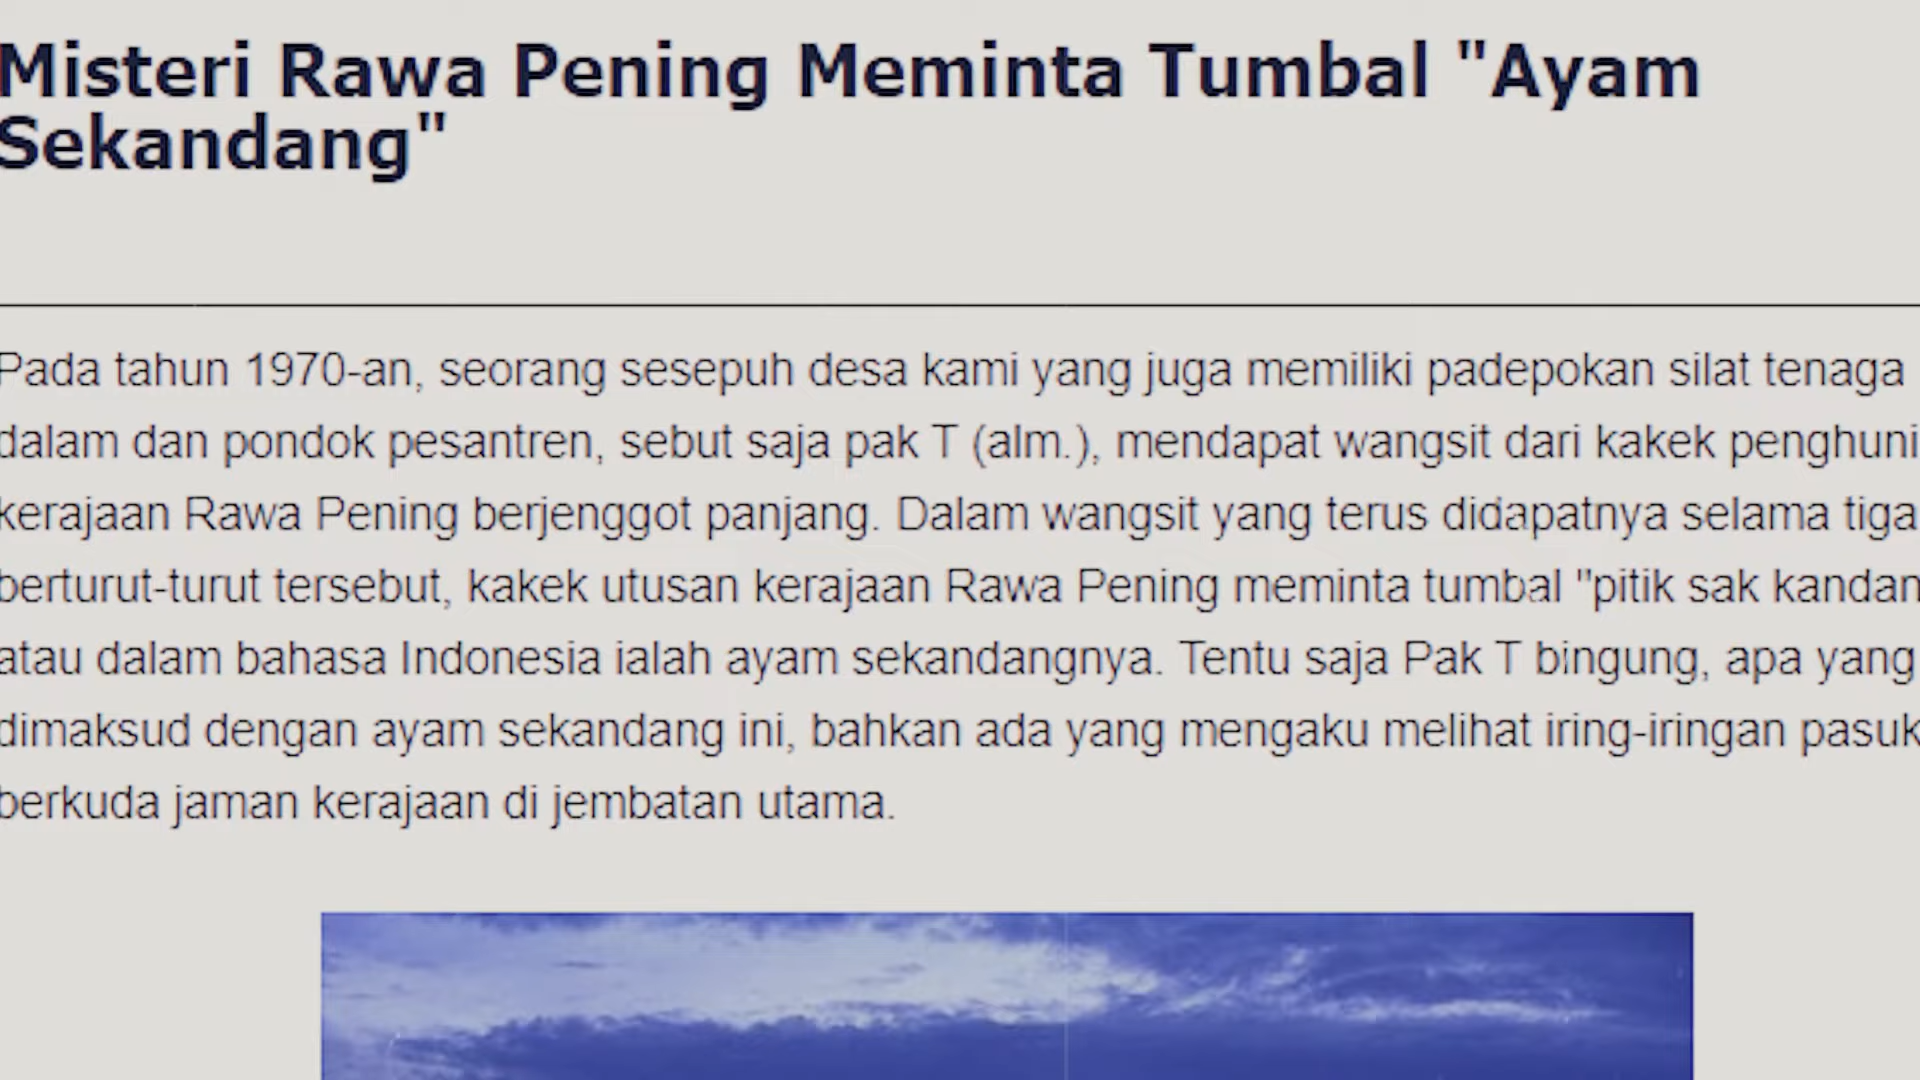 Misteri Rawa Pening Meminta Tumbal "Ayam
Sekandang"
Pada tahun 1970-an, seorang sesepuh desa kami yang juga memiliki padepokan silat tenaga
dalam dan pondok pesantren, sebut saja pak T (alm.), mendapat wangsit dari kakek penghuni
kerajaan Rawa Pening berjenggot panjang. Dalam wangsit yang terus didapatnya selama tiga
berturut-turut tersebut, kakek utusan kerajaan Rawa Pening meminta tumbal "pitik sak kandan
atau dalam bahasa Indonesia ialah ayam sekandangnya. Tentu saja Pak T bingung, apa yang
dimaksud dengan ayam sekandang ini, bahkan ada yang mengaku melihat iring-iringan pasuk
berkuda jaman kerajaan di jembatan utama.